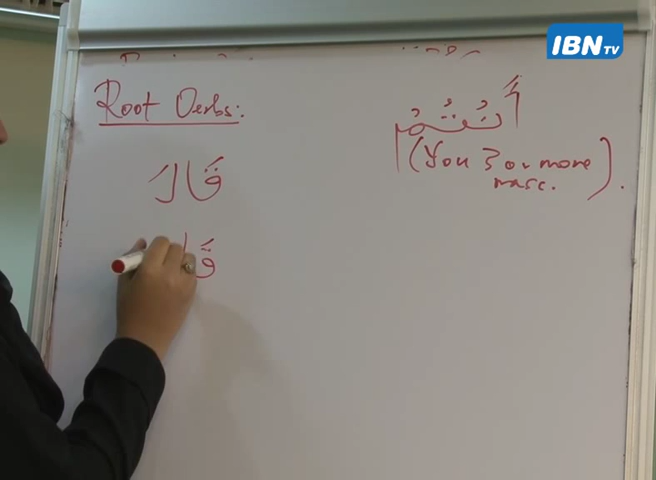 IBN TV
Root Verbs:
أَنْتُمْ
(You 3 or more
masc.).
قَالَ
قَا